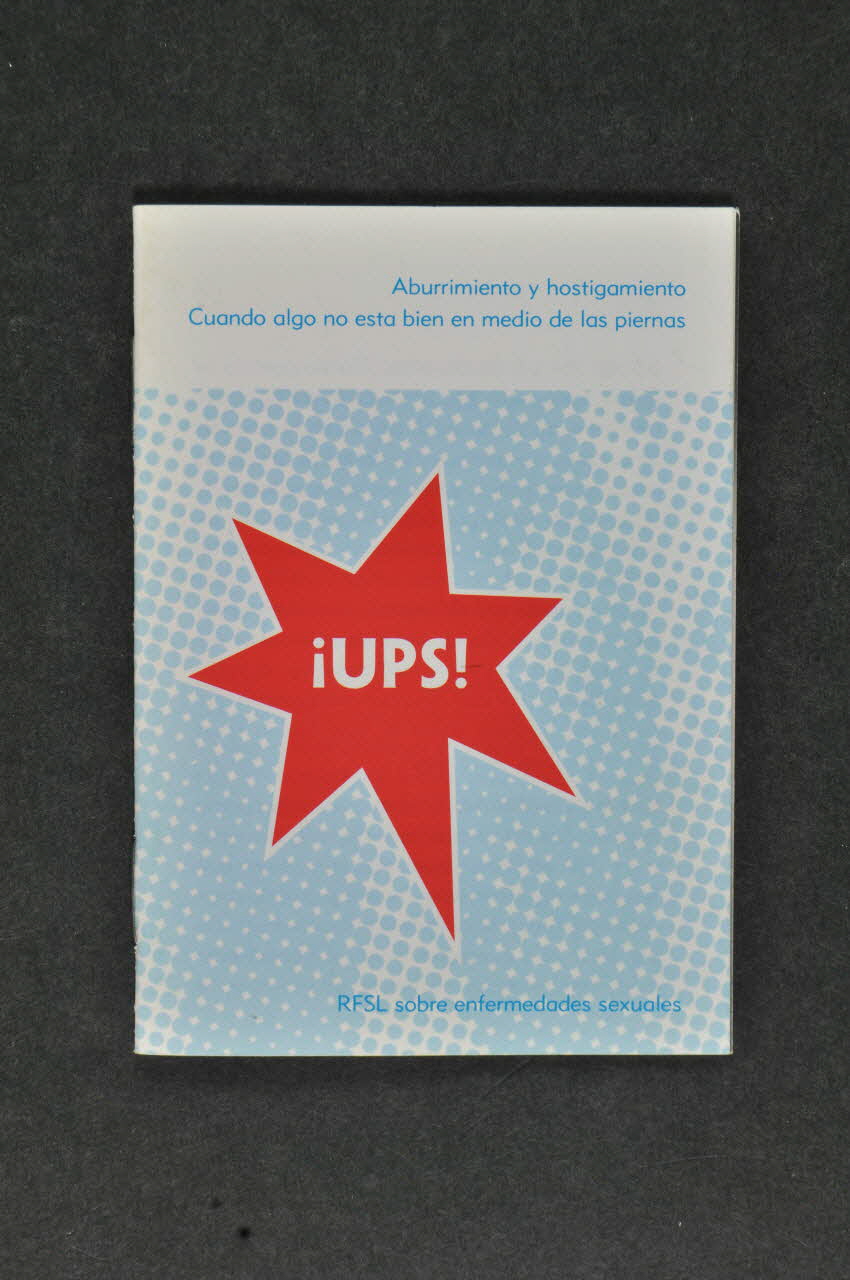 Aburrimiento y hostigamiento
Cuando algo no esta bien en medio de las piernas
¡UPS!
RFSL sobre enfermedades sexuales